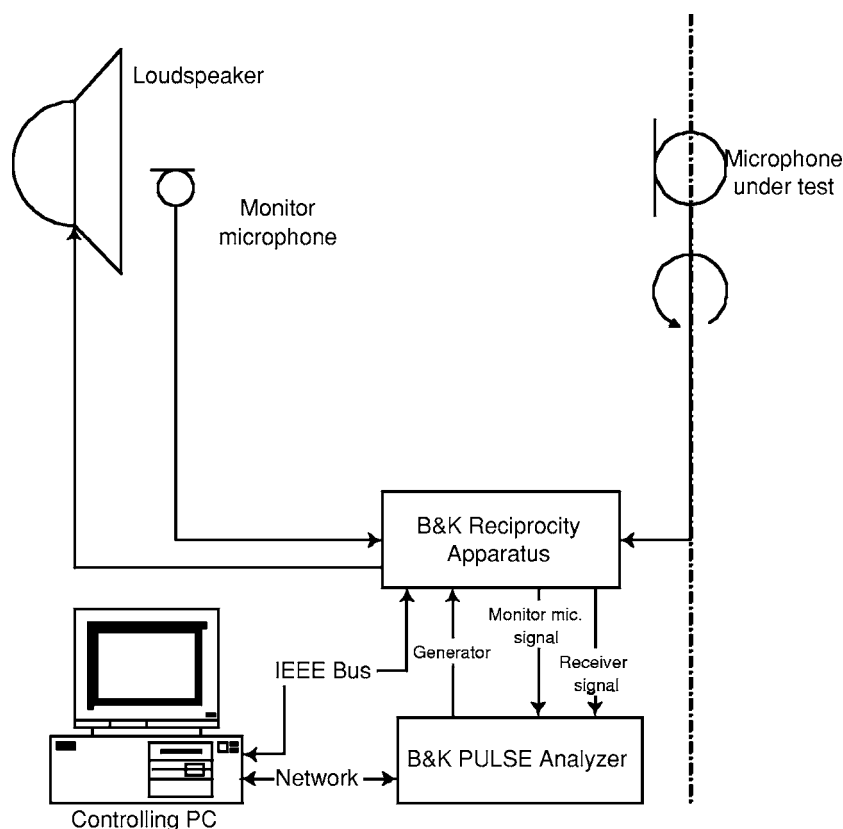 Loudspeaker
Monitor
microphone
Microphone
under test
B&K Reciprocity
Apparatus
Monitor mic.
signal
Generator
Receiver
signal
IEEE Bus
B&K PULSE Analyzer
Network
Controlling PC